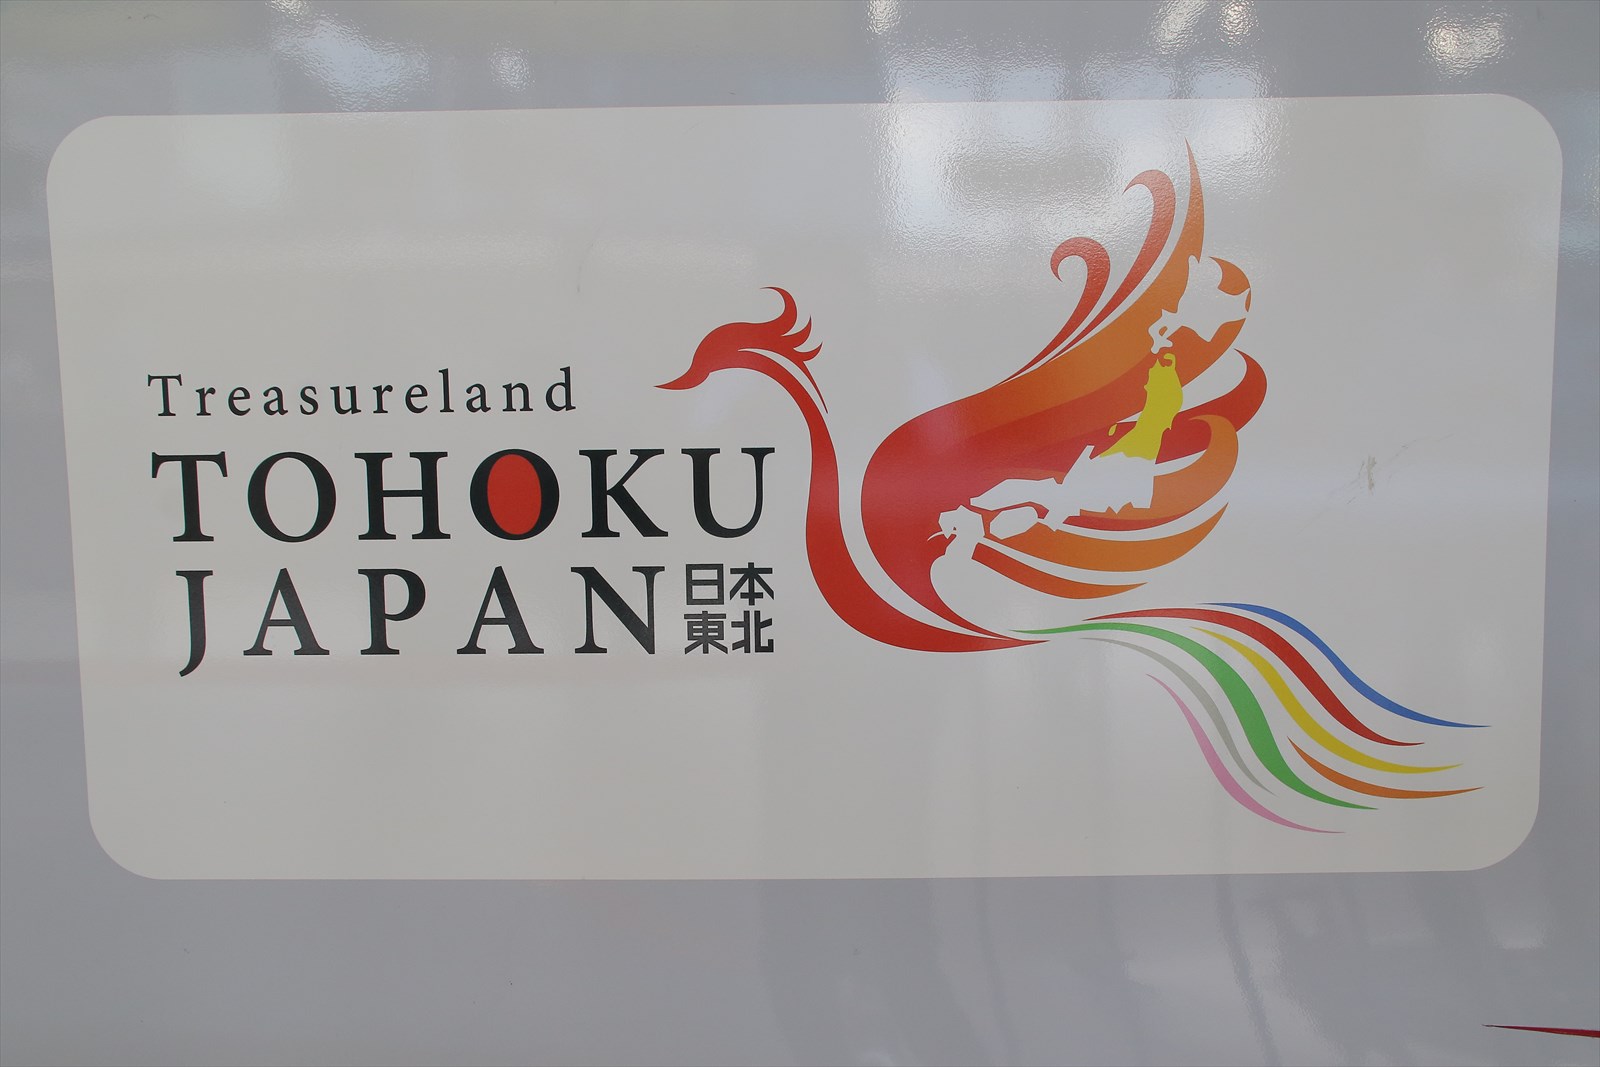 Treasureland
TOHOKU
JAPAN 日本
東北